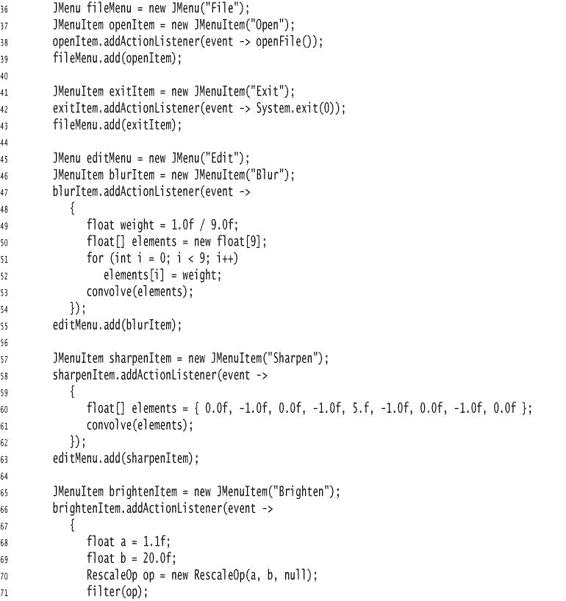 36 JMenu fileMenu = new JMenu("File");
37 JMenuItem openItem = new JMenuItem("Open");
38 openItem.addActionListener(event -> openFile());
39 fileMenu.add(openItem);
40
41 JMenuItem exitItem = new JMenuItem("Exit");
42 exitItem.addActionListener(event -> System.exit(0));
43 fileMenu.add(exitItem);
44
45 JMenu editMenu = new JMenu("Edit");
46 JMenuItem blurItem = new JMenuItem("Blur");
47 blurItem.addActionListener(event ->
48 {
49 float weight = 1.0f / 9.0f;
50 float[] elements = new float[9];
51 for (int i = 0; i < 9; i++)
52 elements[i] = weight;
53 convolve(elements);
54 });
55 editMenu.add(blurItem);
56
57 JMenuItem sharpenItem = new JMenuItem("Sharpen");
58 sharpenItem.addActionListener(event ->
59 {
60 float[] elements = { 0.0f, -1.0f, 0.0f, -1.0f, 5.f, -1.0f, 0.0f, -1.0f, 0.0f };
61 convolve(elements);
62 });
63 editMenu.add(sharpenItem);
64
65 JMenuItem brightenItem = new JMenuItem("Brighten");
66 brightenItem.addActionListener(event ->
67 {
68 float a = 1.1f;
69 float b = 20.0f;
70 RescaleOp op = new RescaleOp(a, b, null);
71 filter(op);